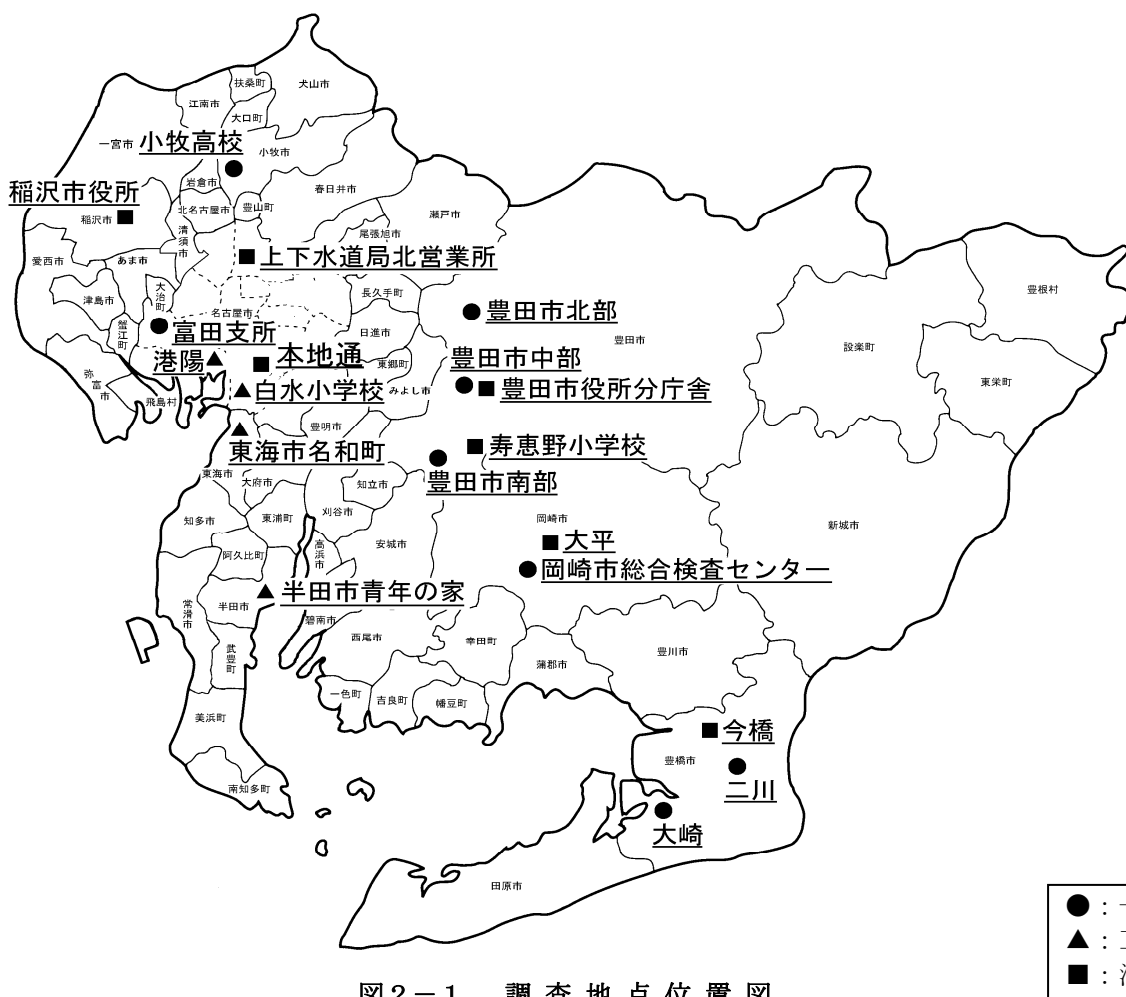 扶桑町
犬山市
江南市
大口町
一宮市
小牧高校
小牧市
岩倉市
春日井市
稲沢市役所
稲沢市
北名古屋市
豊山町
瀬戸市
清須市
尾張旭市
愛西市
あま市
上下水道局北営業所
大治町
津島市
長久手町
豊根村
名古屋市
豊田市北部
蟹江町
富田支所
日進市
豊田市
設楽町
港陽
本地通
東郷町
豊田市中部
弥富市
飛島村
白水小学校
みよし市
豊田市役所分庁舎
東栄町
豊明市
東海市名和町
寿恵野小学校
東海市
大府市
知立市
豊田市南部
知多市
東浦町
刈谷市
岡崎市
新城市
阿久比町
高浜市
安城市
大平
岡崎市総合検査センター
常滑市
半田市
半田市青年の家
碧南市
西尾市
幸田町
武豊町
蒲郡市
豊川市
一色町
吉良町
幡豆町
美浜町
今橋
豊橋市
二川
南知多町
大崎
田原市
●：
▲：
■：
図2－1 調査地点位置図